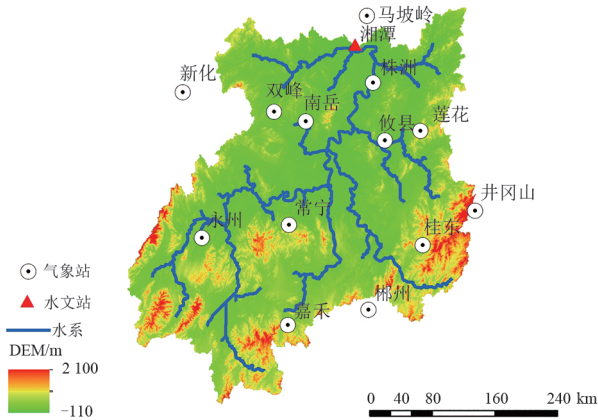 马坡岭
湘潭
株洲
新化
双峰
南岳
攸县
莲花
井冈山
永州
常宁
桂东
郴州
嘉禾
气象站
水文站
水系
DEM/m
2 100
-110
0 40 80 160 240 km